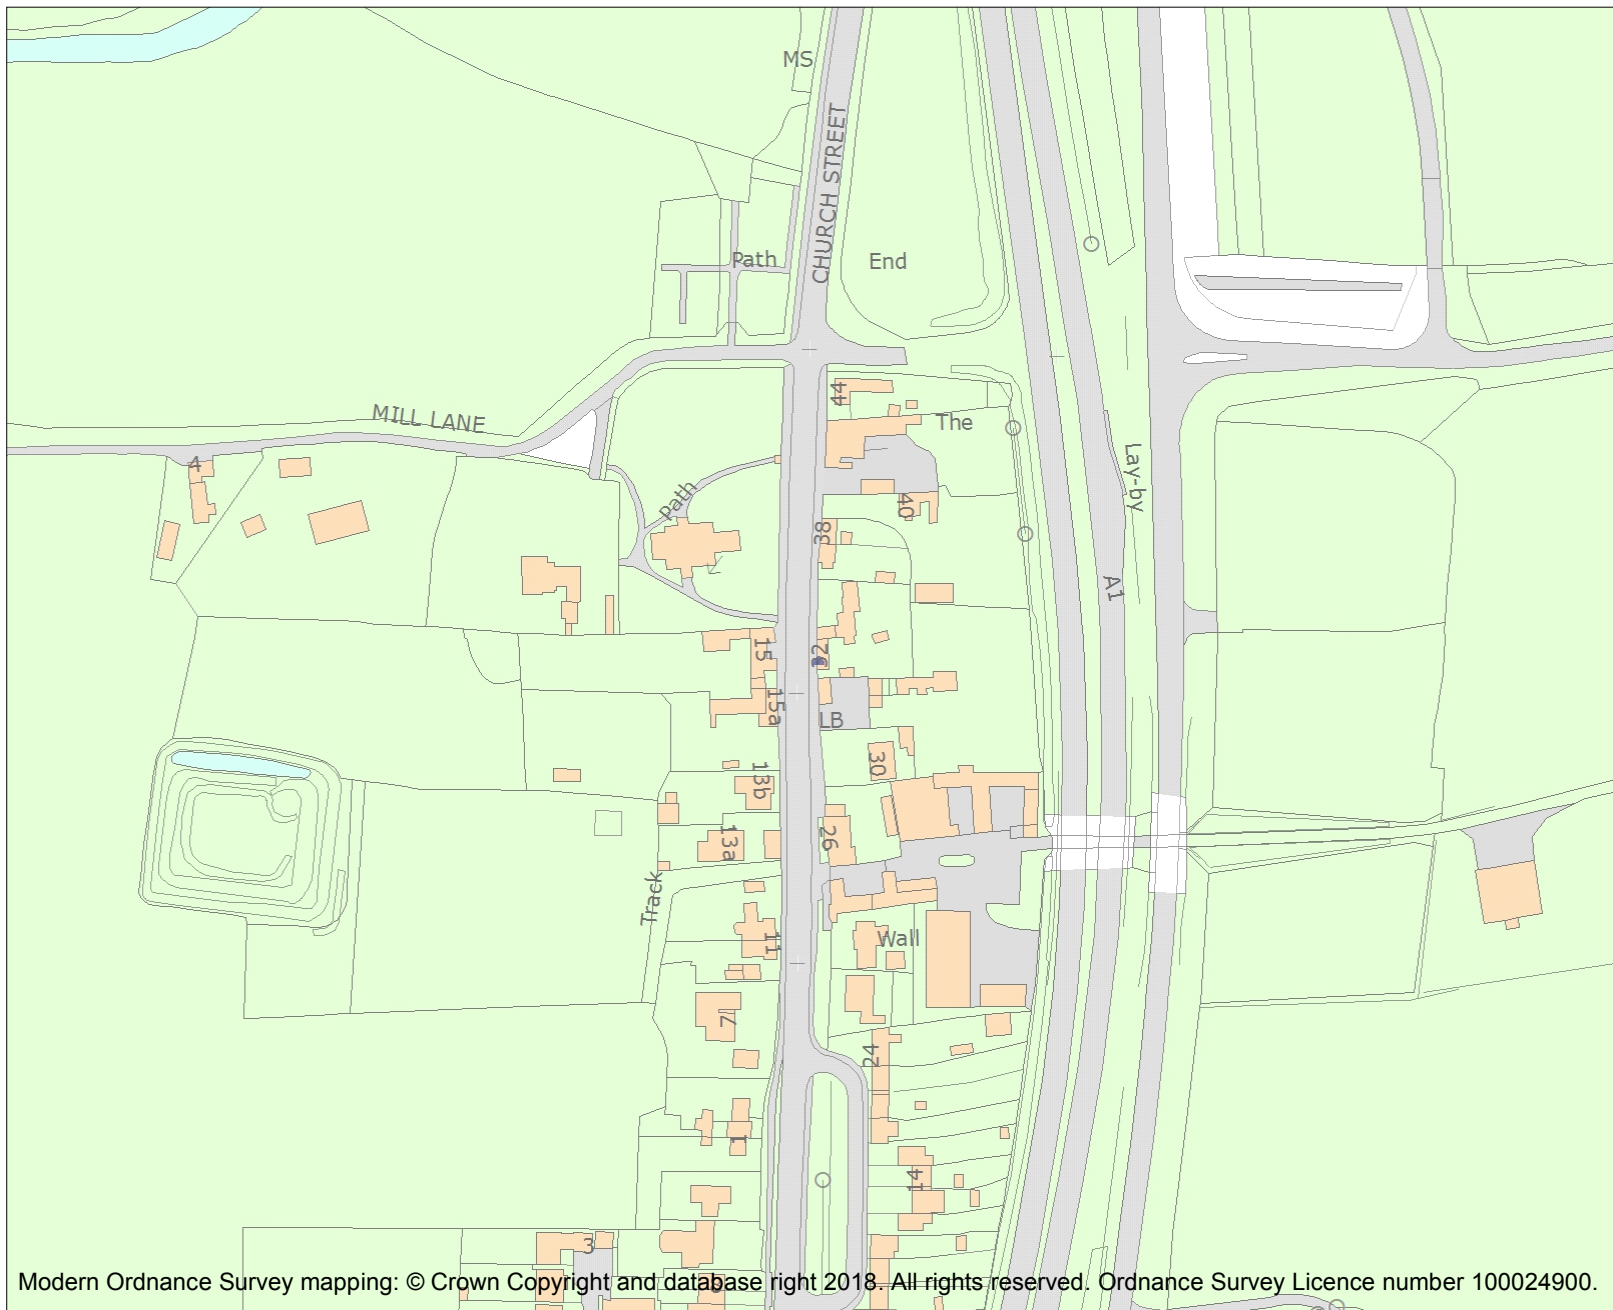 MS
CHURCH STREET
Path
End
44
MILL LANE
The
4
Lay-by
Path
40
38
A1
15
32
15a
LB
13b
30
13a
26
Track
11
Wall
7
24
1
14
3
Modern Ordnance Survey mapping: © Crown Copyright and database right 2018. All rights reserved. Ordnance Survey Licence number 100024900.